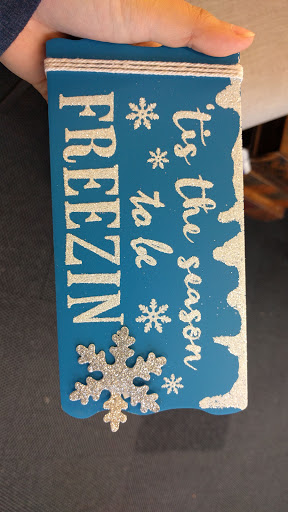 'tis the season
to be
FREEZIN